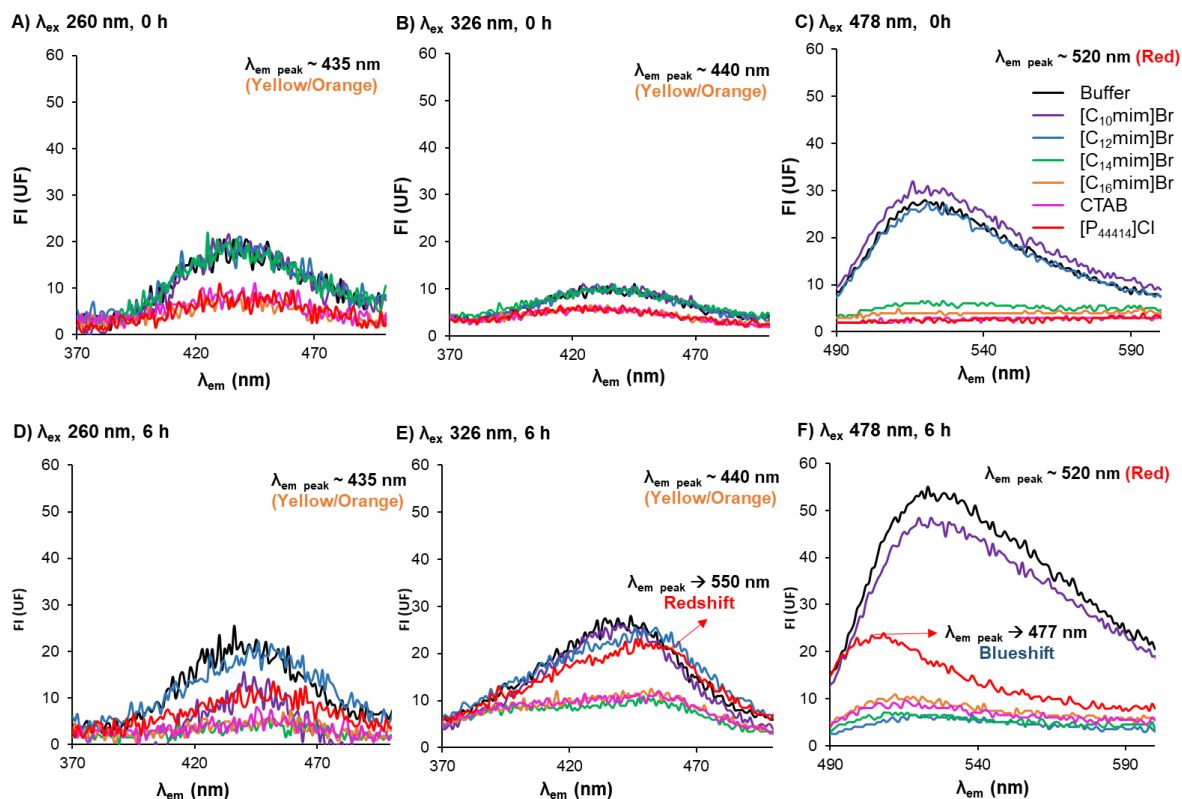 A) λex 260 nm, 0 h
λem peak ~ 435 nm
(Yellow/Orange)
FI (UF)
60
50
40
30
20
10
0
370 420 470
λem (nm)
B) λex 326 nm, 0 h
λem peak ~ 440 nm
(Yellow/Orange)
FI (UF)
60
50
40
30
20
10
0
370 420 470
λem (nm)
C) λex 478 nm, 0h
λem peak ~ 520 nm (Red)
Buffer
[C10mim]Br
[C12mim]Br
[C14mim]Br
[C16mim]Br
CTAB
[P44414]Cl
FI (UF)
60
50
40
30
20
10
0
490 540 590
λem (nm)
D) λex 260 nm, 6 h
λem peak ~ 435 nm
(Yellow/Orange)
FI (UF)
60
50
40
30
20
10
0
370 420 470
λem (nm)
E) λex 326 nm, 6 h
λem peak ~ 440 nm
(Yellow/Orange)
λem peak → 550 nm
Redshift
FI (UF)
60
50
40
30
20
10
0
370 420 470
λem (nm)
F) λex 478 nm, 6 h
λem peak ~ 520 nm (Red)
λem peak → 477 nm
Blueshift
FI (UF)
60
50
40
30
20
10
0
490 540 590
λem (nm)